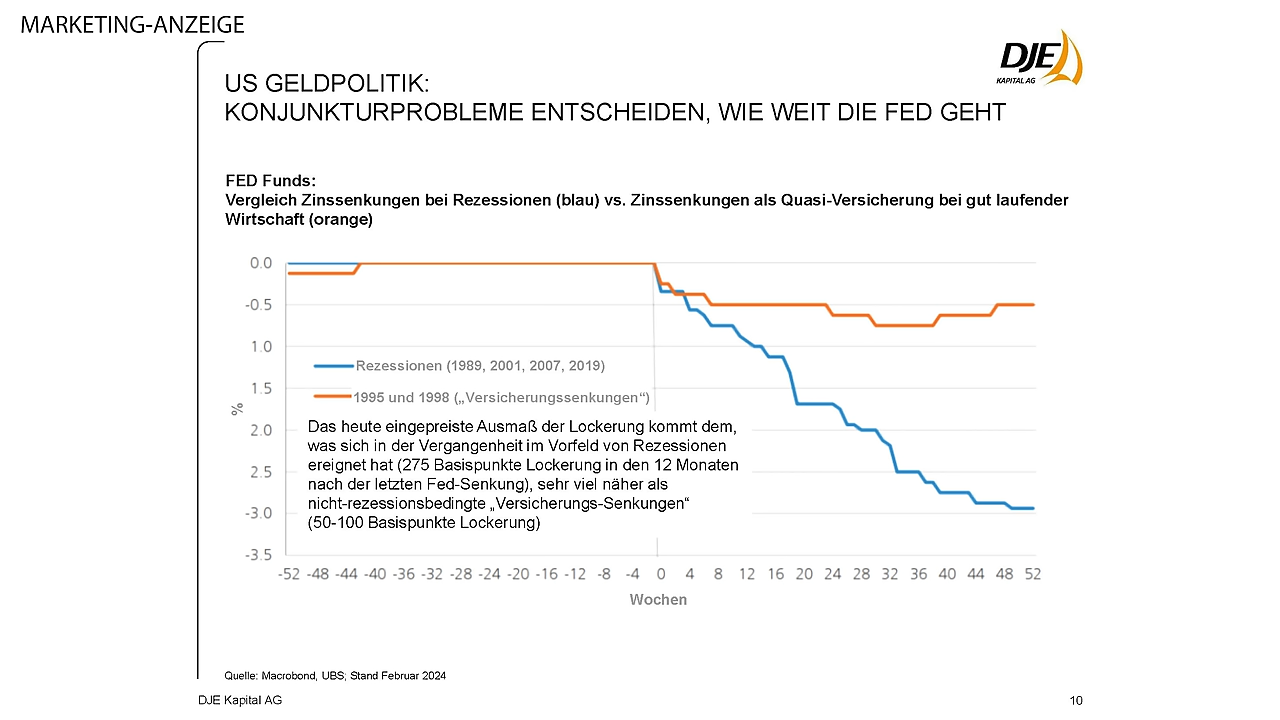 MARKETING-ANZEIGE
DJE
KAPITAL AG
US GELDPOLITIK:
KONJUNKTURPROBLEME ENTSCHEIDEN, WIE WEIT DIE FED GEHT
FED Funds:
Vergleich Zinssenkungen bei Rezessionen (blau) vs. Zinssenkungen als Quasi-Versicherung bei gut laufender
Wirtschaft (orange)
0.0
-0.5
1.0
1.5
2.0
2.5
-3.0
-3.5
%
Rezessionen (1989, 2001, 2007, 2019)
1995 und 1998 („Versicherungssenkungen“)
Das heute eingepreiste Ausmaß der Lockerung kommt dem,
was sich in der Vergangenheit im Vorfeld von Rezessionen
ereignet hat (275 Basispunkte Lockerung in den 12 Monaten
nach der letzten Fed-Senkung), sehr viel näher als
nicht-rezessionsbedingte „Versicherungs-Senkungen“
(50-100 Basispunkte Lockerung)
-52 -48 -44 -40 -36 -32 -28 -24 -20 -16 -12 -8 -4 0 4 8 12 16 20 24 28 32 36 40 44 48 52
Wochen
Quelle: Macrobond, UBS; Stand Februar 2024
DJE Kapital AG
10